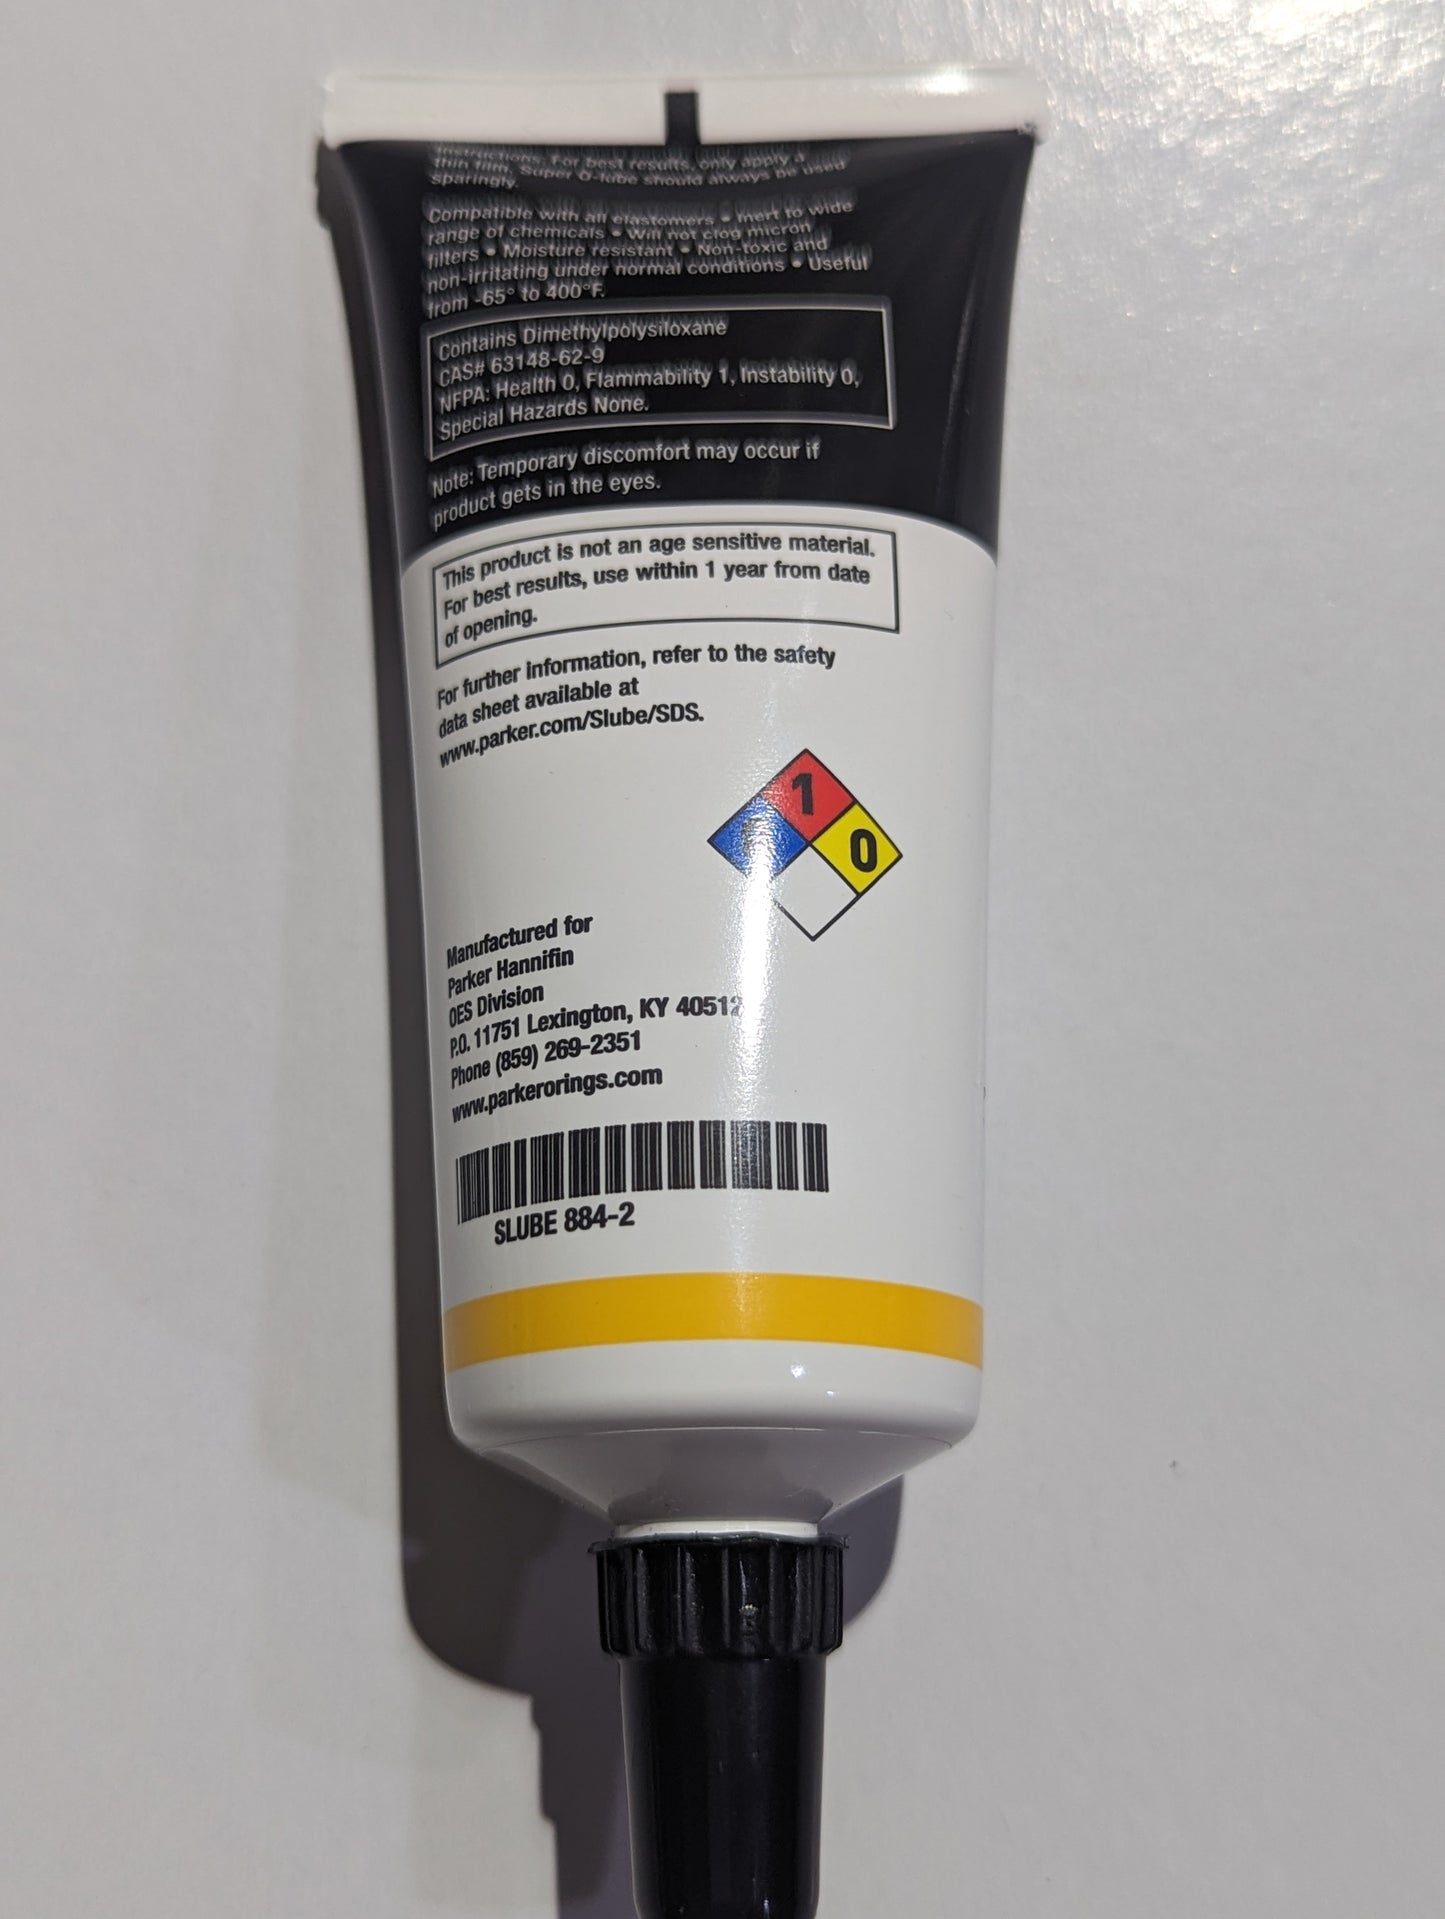 Instructions: For best results, only apply a
thin film. Super O-lube should always be used
sparingly.
Compatible with all elastomers • Inert to wide
range of chemicals • Will not clog micron
filters • Moisture resistant • Non-toxic and
non-irritating under normal conditions • Useful
from -65° to 400°F.
Contains Dimethylpolysiloxane
CAS# 63148-62-9
NFPA: Health 0, Flammability 1, Instability 0,
Special Hazards None.
Note: Temporary discomfort may occur if
product gets in the eyes.
This product is not an age sensitive material.
For best results, use within 1 year from date
of opening.
For further information, refer to the safety
data sheet available at
www.parker.com/Slube/SDS.
1
0
Manufactured for
Parker Hannifin
OES Division
P.O. 11751 Lexington, KY 40512
Phone (859) 269-2351
www.parkerorings.com
SLUBE 884-2